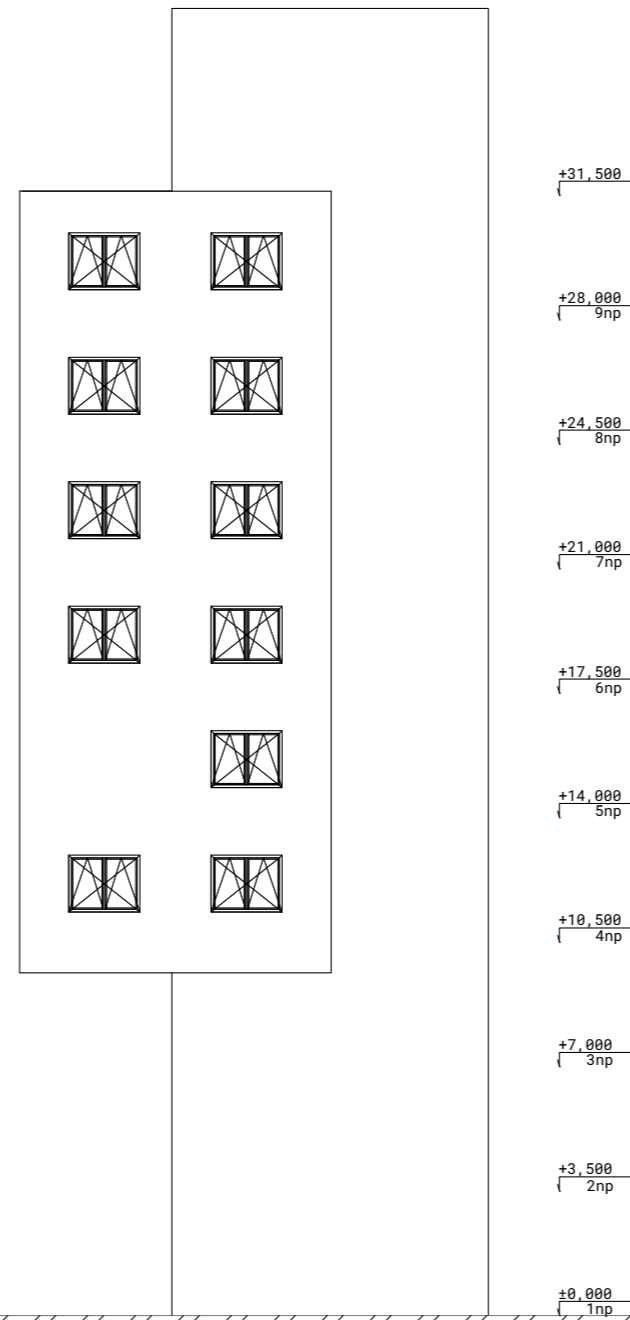 +31,500
+28,000
9np
+24,500
8np
+21,000
7np
+17,500
6np
+14,000
5np
+10,500
4np
+7,000
3np
+3,500
2np
±0,000
1np